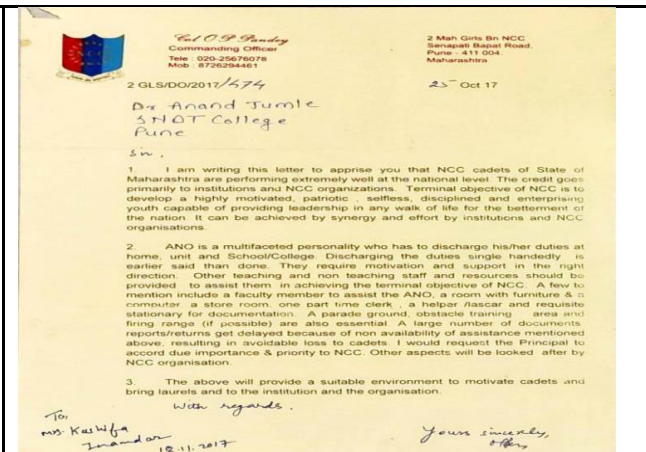 Col O P Pandey
Commanding Officer
Tele : 020-25676078
Mob : 8726294461
2 Mah Girls Bn NCC
Senapati Bapat Road,
Pune - 411 004.
Maharashtra
2 GLS/DO/2017/474
25 Oct 17
Dr Anand Jumle
SNDT College
Pune
Sir,
1. I am writing this letter to apprise you that NCC cadets of State of
Maharashtra are performing extremely well at the national level. The credit goes
primarily to institutions and NCC organizations. Terminal objective of NCC is to
develop a highly motivated, patriotic , selfless, disciplined and enterprising
youth capable of providing leadership in any walk of life for the betterment of
the nation. It can be achieved by synergy and effort by institutions and NCC
organisations.
2. ANO is a multifaceted personality who has to discharge his/her duties at
home, unit and School/College. Discharging the duties single handedly is
earlier said than done. They require motivation and support in the right
direction. Other teaching and non teaching staff and resources should be
provided to assist them in achieving the terminal objective of NCC. A few to
mention include a faculty member to assist the ANO, a room with furniture & a
computer a store room, one part time clerk , a helper /lascar and requisite
stationary for documentation. A parade ground, obstacle training area and
firing range (if possible) are also essential. A large number of documents
reports/returns get delayed because of non availability of assistance mentioned
above, resulting in avoidable loss to cadets. I would request the Principal to
accord due importance & priority to NCC. Other aspects will be looked after by
NCC organisation.
3. The above will provide a suitable environment to motivate cadets and
bring laurels and to the institution and the organisation.
With regards.
To,
Mrs. Kashifa
Inamdar
18.11.2017
Yours sincerely,